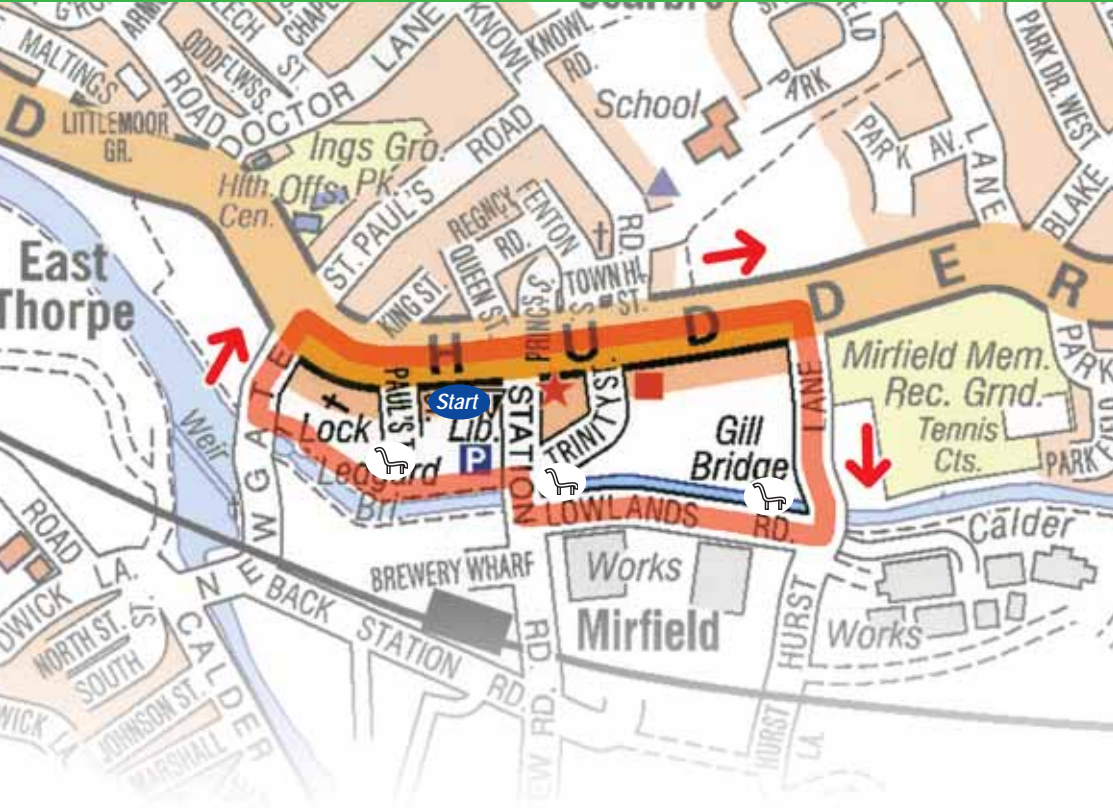 KNOWL
KNOWL
RD.
MALTINGS
ROAD
ODDFLWSS.
ST
LANE
DOCTOR
PARK
PARK DR. WEST
D
LITTLEMOOR
GR.
School
ROAD
PARK AV.
LANE
BLAKE
Ings Gro.
Pk.
Hlth.
Cen.
Offs.
ST. PAUL'S
REGNCY
RD.
FENTON
RD
East
Thorpe
KING ST.
QUEEN ST
PRINCS S
TOWN HL
ST.
H U D D E R
PARK
Mirfield Mem.
Rec. Grnd.
Tennis
Cts.
PARK
NEWGATE
PAUL'S
Start
STATION
TRINITY ST.
LANE
Lock
Lib.
P
Gill
Bridge
Weir
Ledgard
Bri
LOWLANDS
RD.
Calder
ROAD
LA.
BREWERY WHARF
Works
Mirfield
HURST
Works
BACK
STATION
RD.
RD.
NORTH ST.
SOUTH
CALDER
JOHNSON ST.
MARSHALL
HURST
LA.